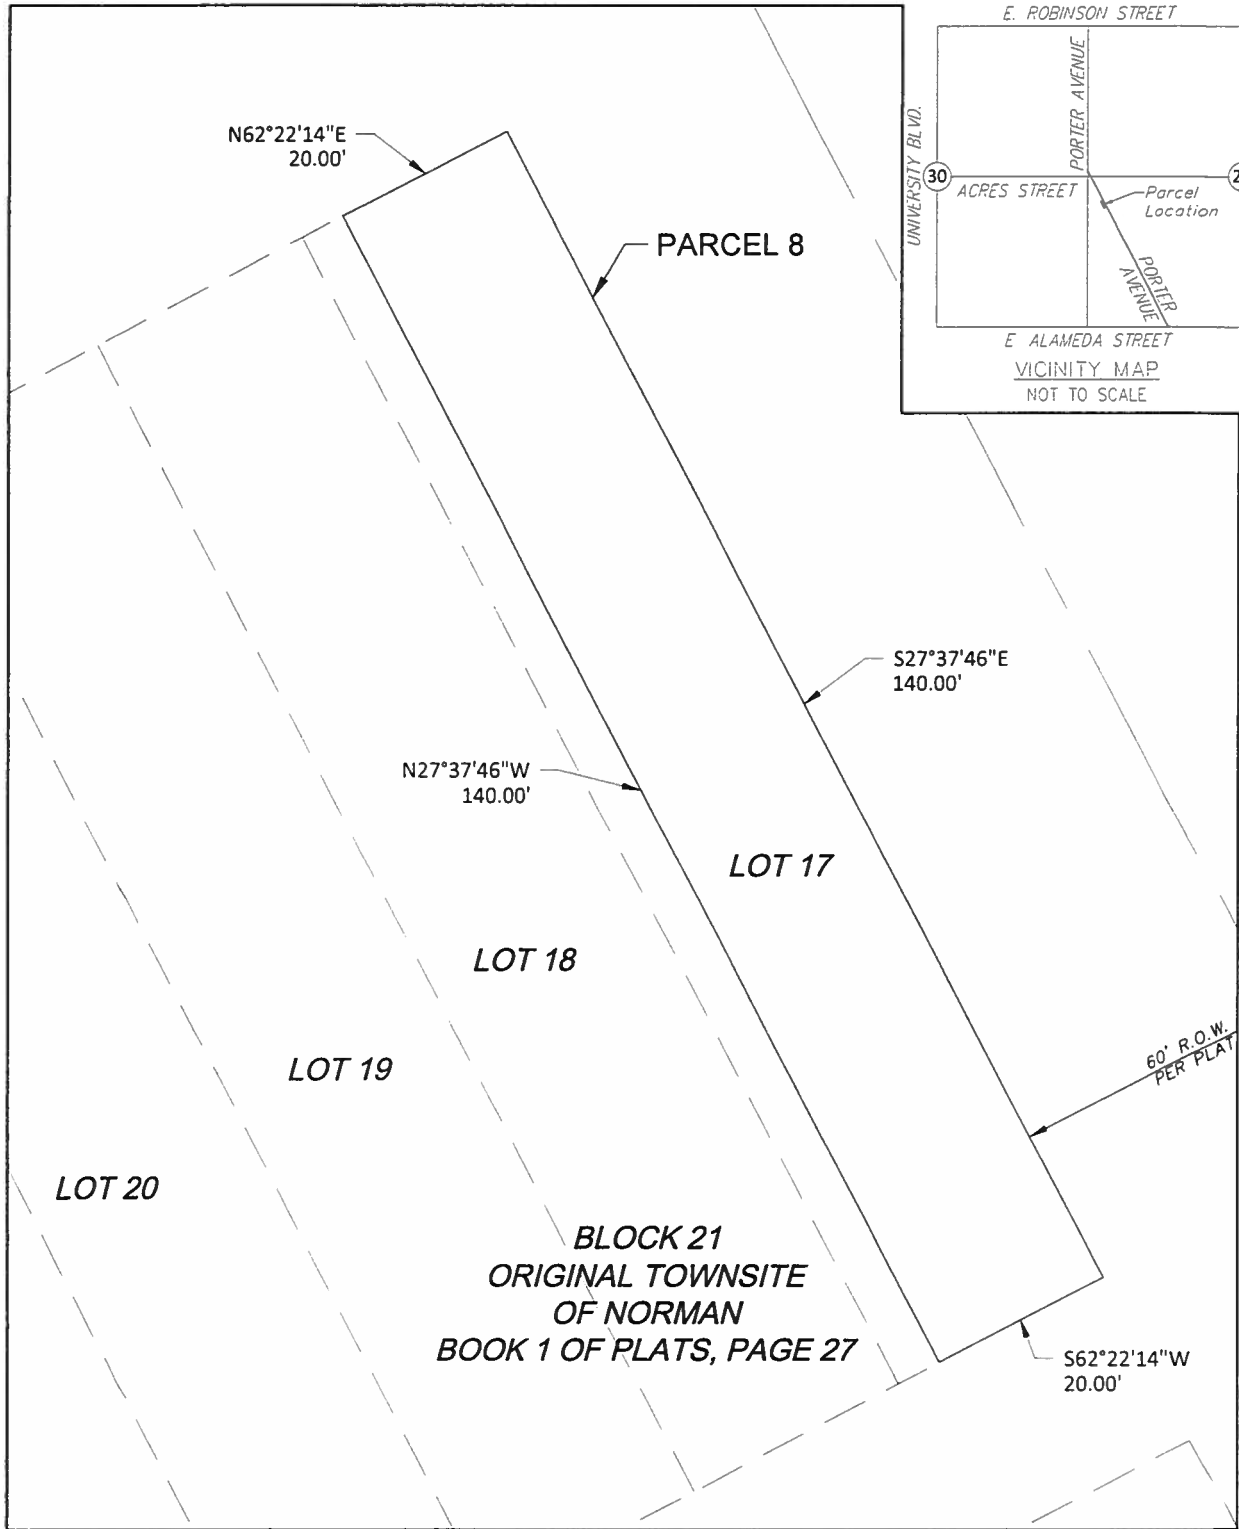 E. ROBINSON STREET
PORTER AVENUE
UNIVERSITY BLVD.
30
2
ACRES STREET
Parcel
Location
PORTER
AVENUE
E ALAMEDA STREET
VICINITY MAP
NOT TO SCALE
N62°22'14"E
20.00'
PARCEL 8
S27°37'46"E
140.00'
N27°37'46"W
140.00'
LOT 17
LOT 18
LOT 19
LOT 20
60' R.O.W.
PER PLAT
BLOCK 21
ORIGINAL TOWNSITE
OF NORMAN
BOOK 1 OF PLATS, PAGE 27
S62°22'14"W
20.00'